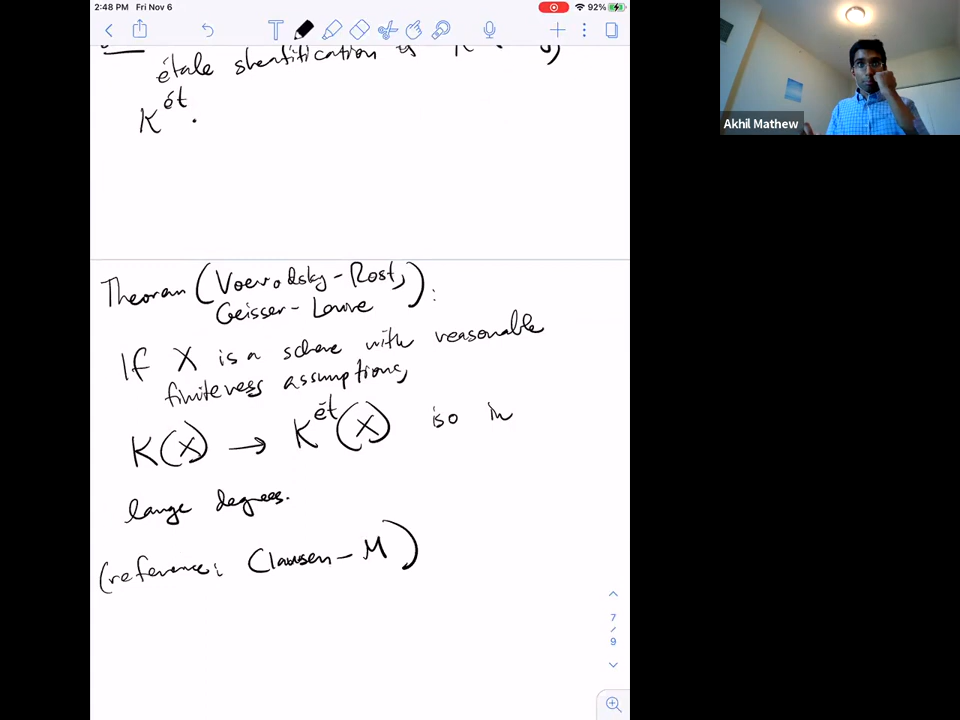 2:48 PM Fri Nov 6
92%
étale sheafification of K
K^ét.
Akhil Mathew
Theorem (Voevodsky-Rost,
Geisser-Levine):
If X is a scheme with reasonable
finiteness assumptions,
K(X) → K^ét(X) iso in
large degrees.
(reference: Clausen-M)
7
/
9